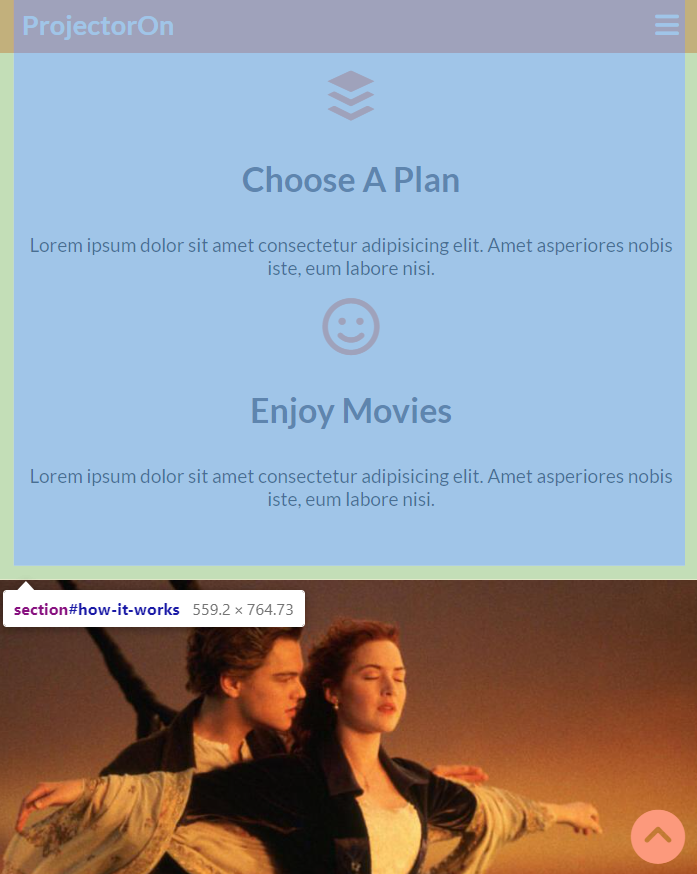 ProjectorOn
Choose A Plan
Lorem ipsum dolor sit amet consectetur adipisicing elit. Amet asperiores nobis
iste, eum labore nisi.
Enjoy Movies
Lorem ipsum dolor sit amet consectetur adipisicing elit. Amet asperiores nobis
iste, eum labore nisi.
section#how-it-works 559.2 × 764.73